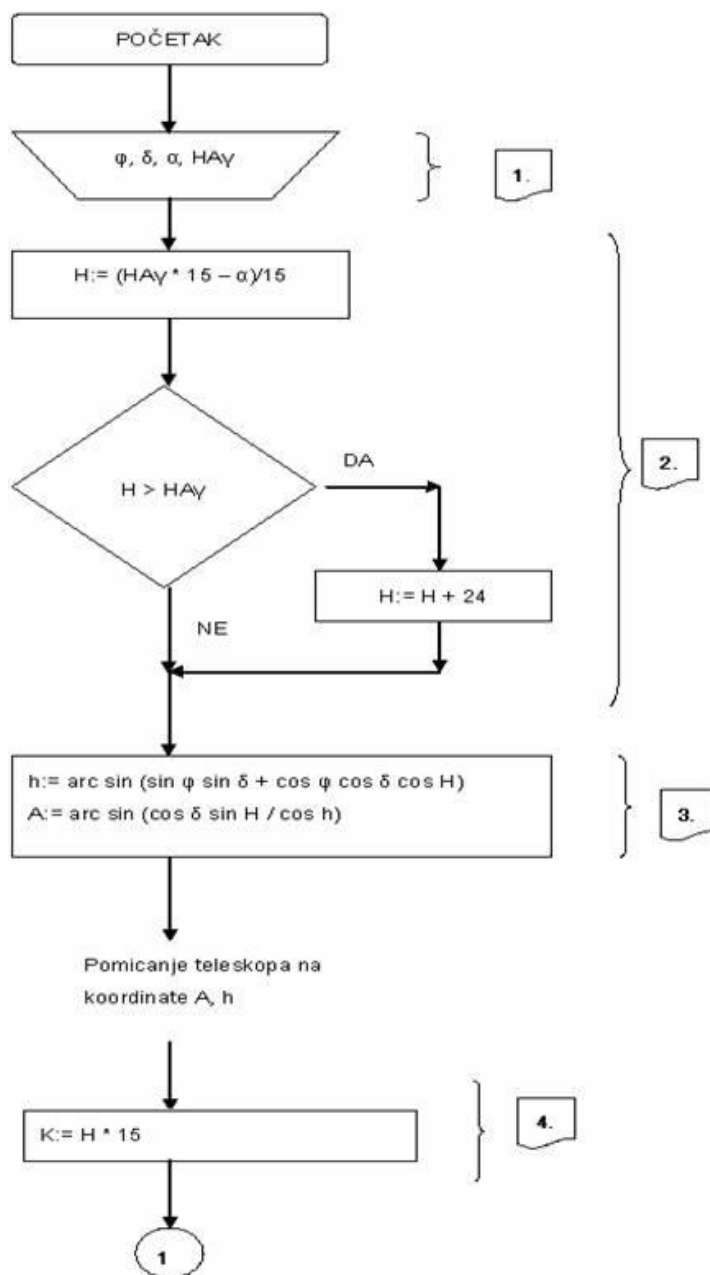 POČETAK
φ, δ, α, HAγ
1.
H:= (HAγ * 15 – α)/15
H > HAγ
DA
2.
H:= H + 24
NE
h:= arc sin (sin φ sin δ + cos φ cos δ cos H)
A:= arc sin (cos δ sin H / cos h)
3.
Pomicanje teleskopa na
koordinate A, h
K:= H * 15
4.
1